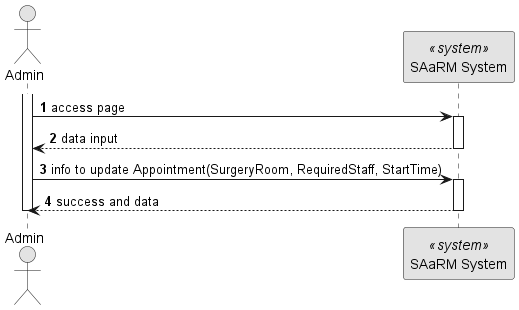 Admin
«system»
SAaRM System
1 access page
2 data input
3 info to update Appointment(SurgeryRoom, RequiredStaff, StartTime)
4 success and data
Admin
«system»
SAaRM System